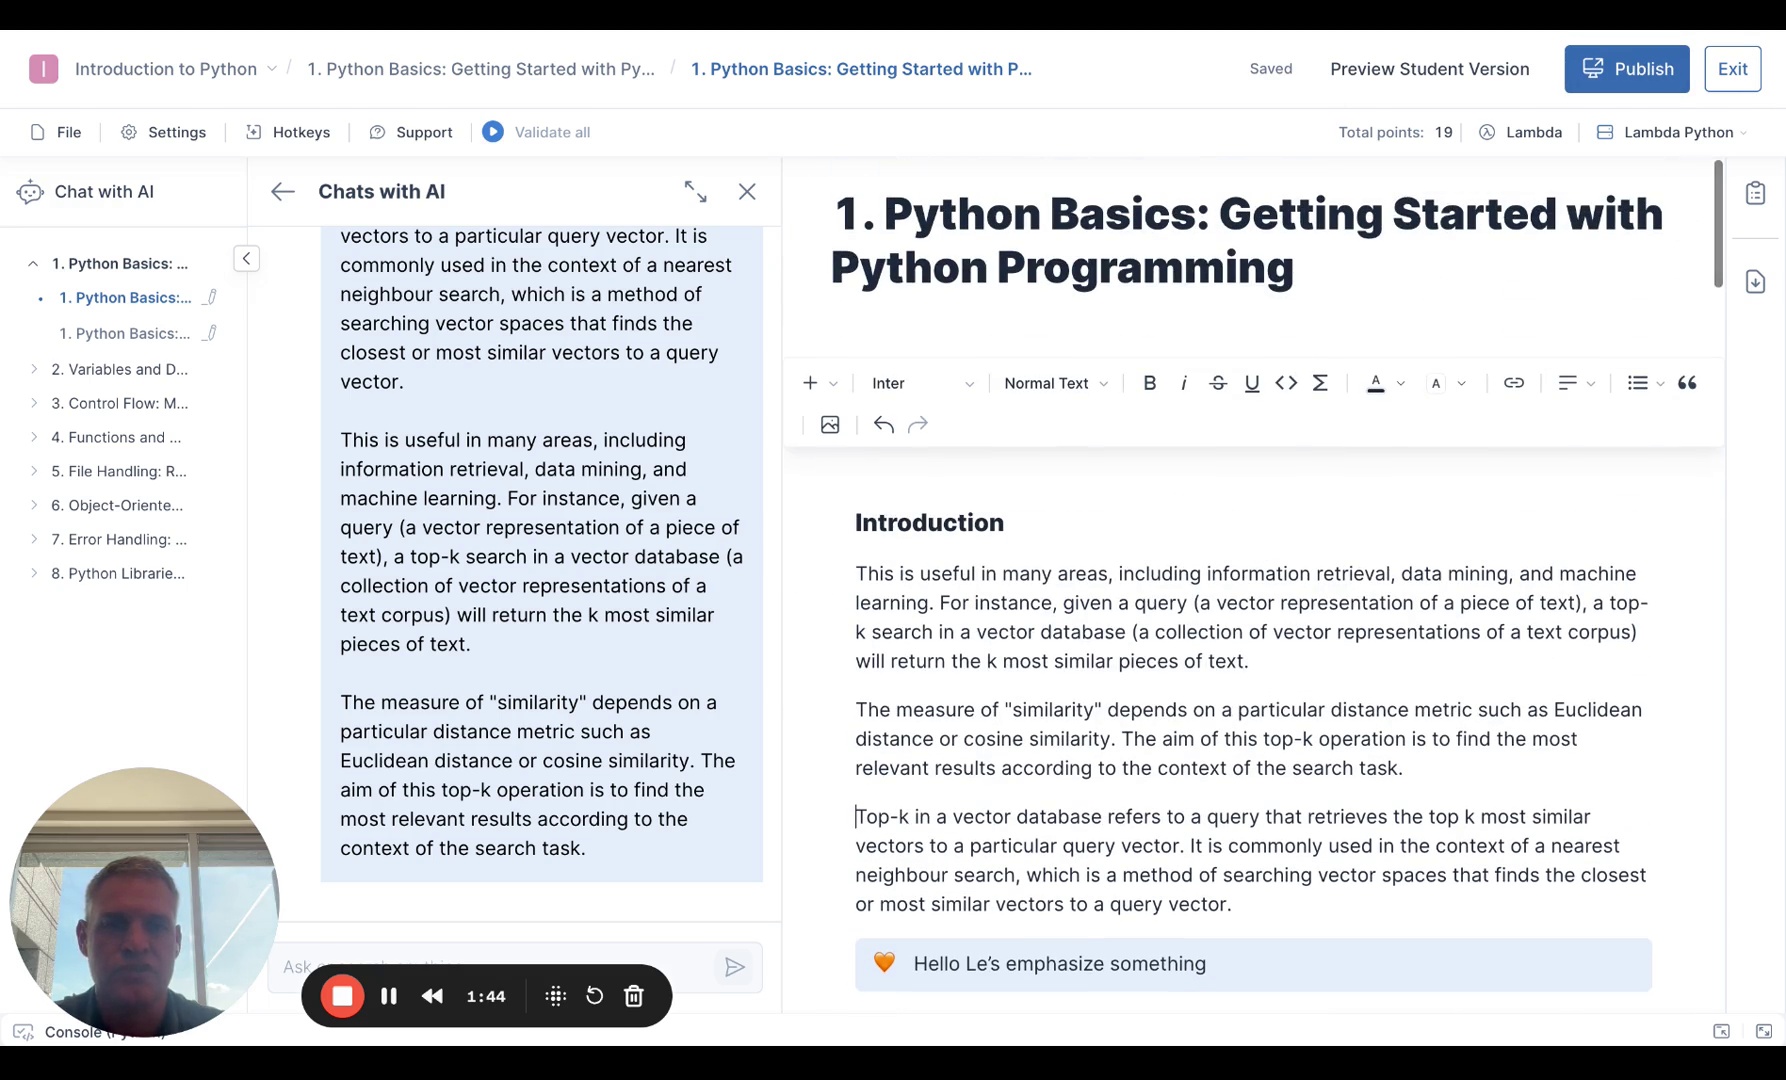 I Introduction to Python / 1. Python Basics: Getting Started with Py... / 1. Python Basics: Getting Started with P... Saved Preview Student Version Publish Exit
File Settings Hotkeys Support Validate all Total points: 19 Lambda Lambda Python
Chat with AI
1. Python Basics: ...
1. Python Basics:...
1. Python Basics:...
2. Variables and D...
3. Control Flow: M...
4. Functions and ...
5. File Handling: R...
6. Object-Oriente...
7. Error Handling: ...
8. Python Librarie...
Chats with AI
vectors to a particular query vector. It is
commonly used in the context of a nearest
neighbour search, which is a method of
searching vector spaces that finds the
closest or most similar vectors to a query
vector.
This is useful in many areas, including
information retrieval, data mining, and
machine learning. For instance, given a
query (a vector representation of a piece of
text), a top-k search in a vector database (a
collection of vector representations of a
text corpus) will return the k most similar
pieces of text.
The measure of "similarity" depends on a
particular distance metric such as
Euclidean distance or cosine similarity. The
aim of this top-k operation is to find the
most relevant results according to the
context of the search task.
Ask
1:44
1. Python Basics: Getting Started with
Python Programming
Inter Normal Text B i S U A A
Introduction
This is useful in many areas, including information retrieval, data mining, and machine
learning. For instance, given a query (a vector representation of a piece of text), a top-
k search in a vector database (a collection of vector representations of a text corpus)
will return the k most similar pieces of text.
The measure of "similarity" depends on a particular distance metric such as Euclidean
distance or cosine similarity. The aim of this top-k operation is to find the most
relevant results according to the context of the search task.
Top-k in a vector database refers to a query that retrieves the top k most similar
vectors to a particular query vector. It is commonly used in the context of a nearest
neighbour search, which is a method of searching vector spaces that finds the closest
or most similar vectors to a query vector.
🧡 Hello Le's emphasize something
Console